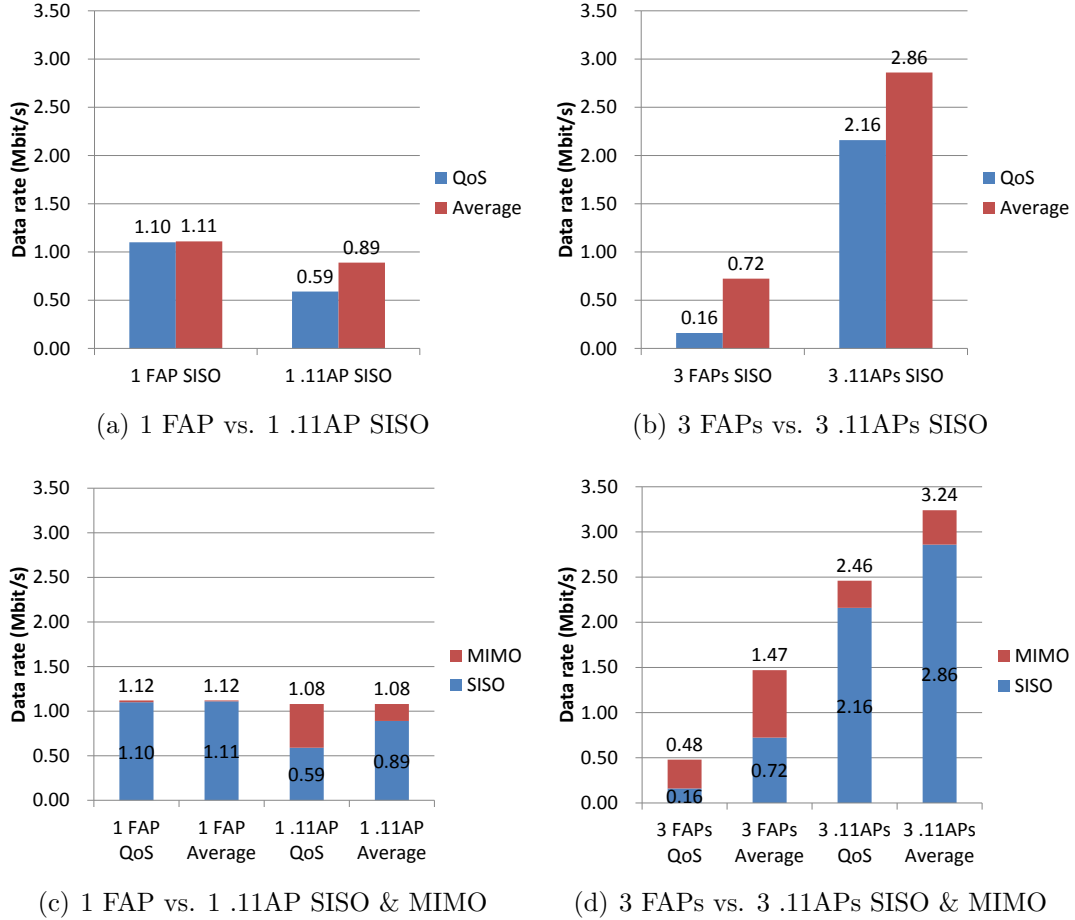 3.50
3.00
2.50
2.00
1.50
1.00
0.50
0.00
Data rate (Mbit/s)
1.10
1.11
0.59
0.89
1 FAP SISO
1 .11AP SISO
QoS
Average
(a) 1 FAP vs. 1 .11AP SISO
3.50
3.00
2.50
2.00
1.50
1.00
0.50
0.00
Data rate (Mbit/s)
0.16
0.72
2.16
2.86
3 FAPs SISO
3 .11APs SISO
QoS
Average
(b) 3 FAPs vs. 3 .11APs SISO
3.50
3.00
2.50
2.00
1.50
1.00
0.50
0.00
Data rate (Mbit/s)
1.12
1.12
1.08
1.08
1.10
1.11
0.59
0.89
1 FAP
QoS
1 FAP
Average
1 .11AP
QoS
1 .11AP
Average
MIMO
SISO
(c) 1 FAP vs. 1 .11AP SISO & MIMO
3.50
3.00
2.50
2.00
1.50
1.00
0.50
0.00
Data rate (Mbit/s)
0.48
1.47
2.46
3.24
0.16
0.72
2.16
2.86
3 FAPs
QoS
3 FAPs
Average
3 .11APs
QoS
3 .11APs
Average
MIMO
SISO
(d) 3 FAPs vs. 3 .11APs SISO & MIMO